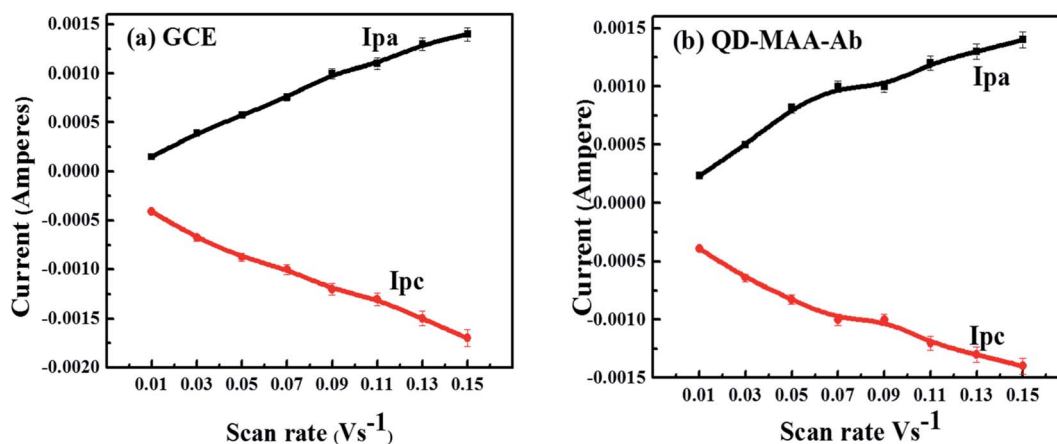 (a) GCE
Ipa
Ipc
0.0015
0.0010
0.0005
0.0000
-0.0005
-0.0010
-0.0015
-0.0020
Current (Amperes)
0.01 0.03 0.05 0.07 0.09 0.11 0.13 0.15
Scan rate (Vs-1)
(b) QD-MAA-Ab
Ipa
Ipc
0.0015
0.0010
0.0005
0.0000
-0.0005
-0.0010
-0.0015
Current (Ampere)
0.01 0.03 0.05 0.07 0.09 0.11 0.13 0.15
Scan rate Vs-1